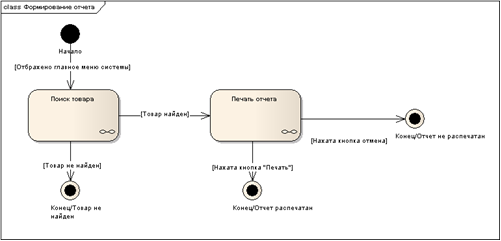 class Формирование отчета
Начало
[Отбражено главное меню системы]
Поиск товара
Печать отчета
[Товар найден]
[Нажата кнопка отмена]
Конец/Отчет не распечатан
[Товар не найден]
[Нажата кнопка "Печать"]
Конец/Товар не
найден
Конец/Отчет распечатан